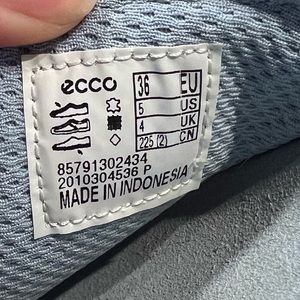 ecco
36 EU
5 US
4 UK
225 (2) CN
85791302434
2010304536 P
MADE IN INDONESIA